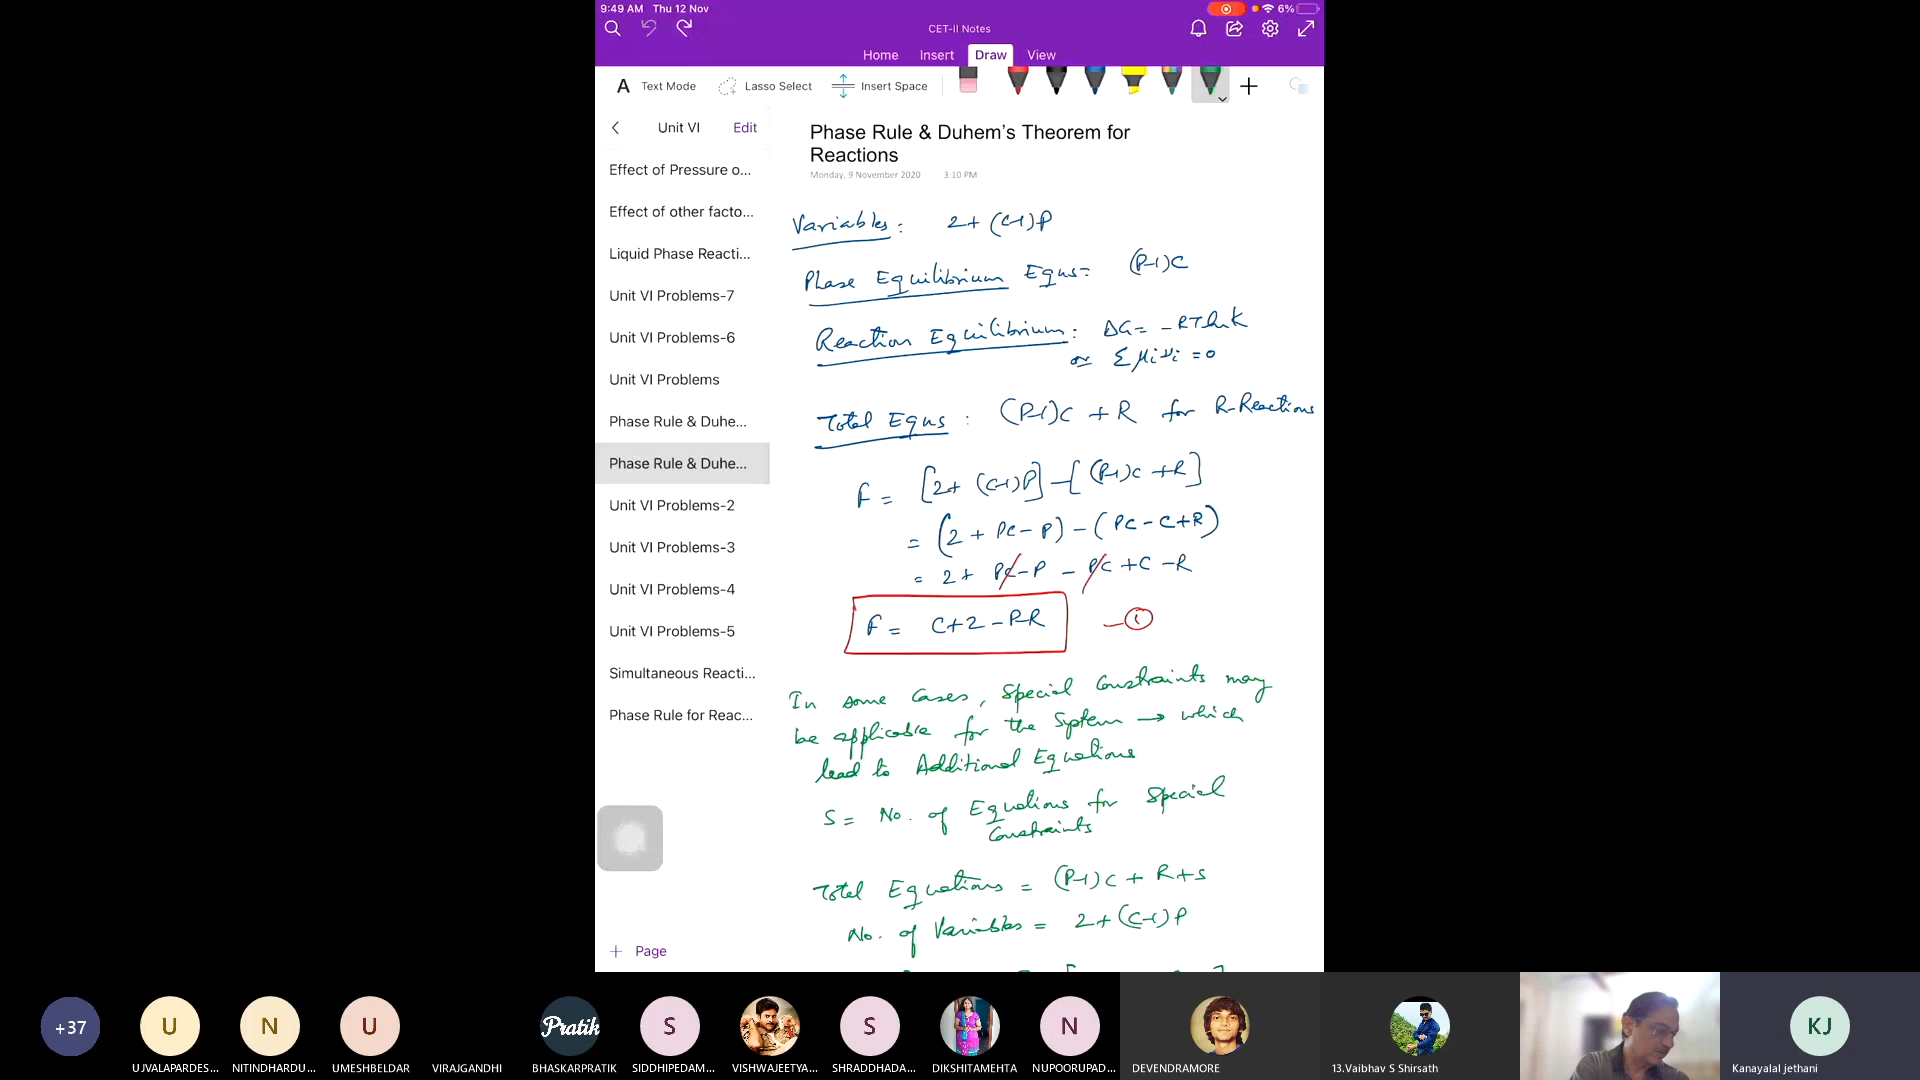 9:49 AM Thu 12 Nov
6%
CET-II Notes
Home Insert Draw View
A Text Mode Lasso Select Insert Space
Unit VI Edit
Effect of Pressure o...
Effect of other facto...
Liquid Phase Reacti...
Unit VI Problems-7
Unit VI Problems-6
Unit VI Problems
Phase Rule & Duhe...
Phase Rule & Duhe...
Unit VI Problems-2
Unit VI Problems-3
Unit VI Problems-4
Unit VI Problems-5
Simultaneous Reacti...
Phase Rule for Reac...
+ Page
Phase Rule & Duhem's Theorem for
Reactions
Monday, 9 November 2020 3:10 PM
Variables: 2+(C-1)P
Phase Equilibrium Equs= (P-1)C
Reaction Equilibrium: ΔG= -RT ln K
or Σμiνi =0
Total Equs : (P-1)C + R for R-Reactions
F = [2+ (C-1)P] - [(P-1)C + R]
= (2 + PC - P) - (PC - C + R)
= 2+ PC - P - PC + C - R
F = C+2-P-R - ①
In some cases, special constraints may
be applicable for the system → which
lead to Additional Equations
S = No. of Equations for special
constraints
Total Equations = (P-1)C + R+S
No. of Variables = 2+(C-1)P
+37
U N U Pratik S S N KJ
UJVALAPARDES... NITINDHARDU... UMESHBELDAR VIRAJGANDHI BHASKARPRATIK SIDDHIPEDAM... VISHWAJEETYA... SHRADDHADA... DIKSHITAMEHTA NUPOORUPAD... DEVENDRAMORE 13.Vaibhav S Shirsath Kanayalal jethani